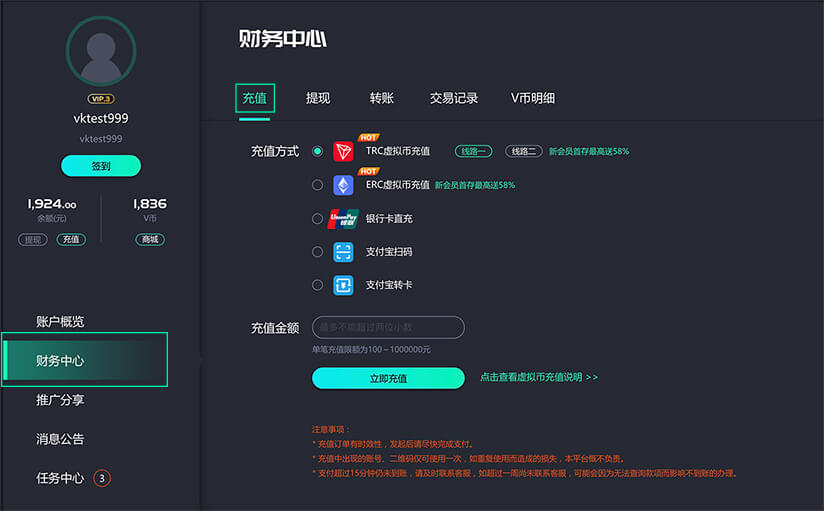 VIP.3
vktest999
vktest999
签到
1,924.00
1,836
余额(元)
V币
提现
充值
商城
账户概览
财务中心
推广分享
消息公告
任务中心 3
财务中心
充值 提现 转账 交易记录 V币明细
充值方式
HOT
TRC虚拟币充值 线路一 线路二 新会员首存最高送58%
HOT
ERC虚拟币充值 新会员首存最高送58%
UnionPay 银联 银行卡直充
支付宝扫码
支付宝转卡
充值金额 最多不能超过两位小数
单笔充值限额为100~1000000元
立即充值 点击查看虚拟币充值说明 >>
注意事项：
* 充值订单有时效性，发起后请尽快完成支付。
* 充值中出现的账号、二维码仅可使用一次，如重复使用而造成的损失，本平台概不负责。
* 支付超过15分钟仍未到账，请及时联系客服，如超过一周尚未联系客服，可能会因为无法查询款项而影响不到账的办理。